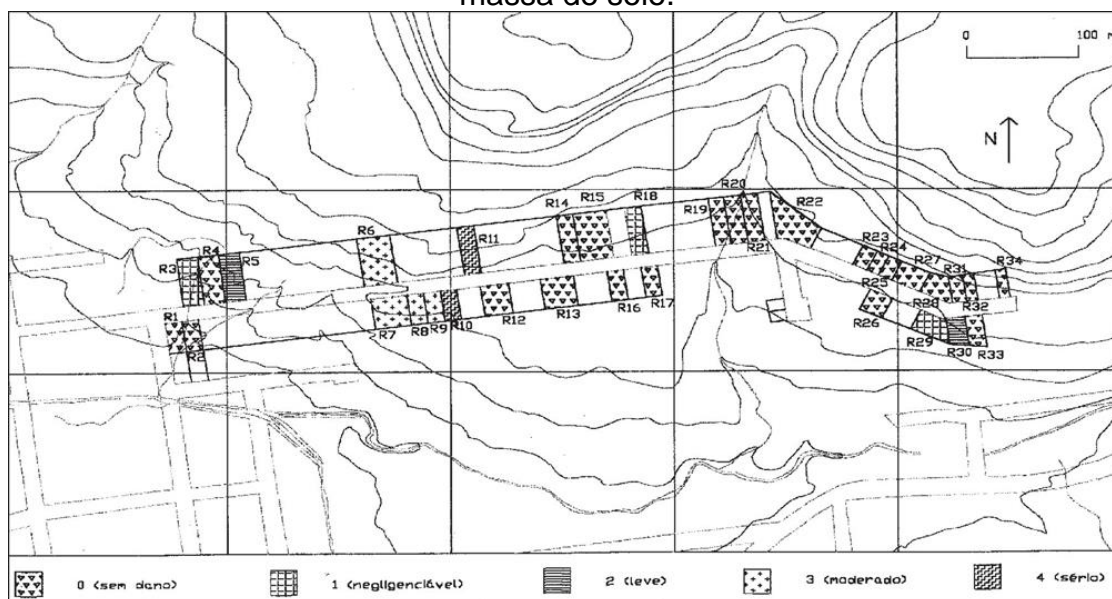 massa do solo.
0 100 m
N
R20
R18
R15
R14
R19 R22
R11
R6
R21
R23
R24
R4
R3 R5
R27
R31 R34
R25
R16
R17
R1
R12 R13
R10
R9
R8
R7
R2
R26
R28
R32
R29
R30
R33
0 (sem dano) 1 (negligenciável) 2 (leve) 3 (moderado) 4 (sério)